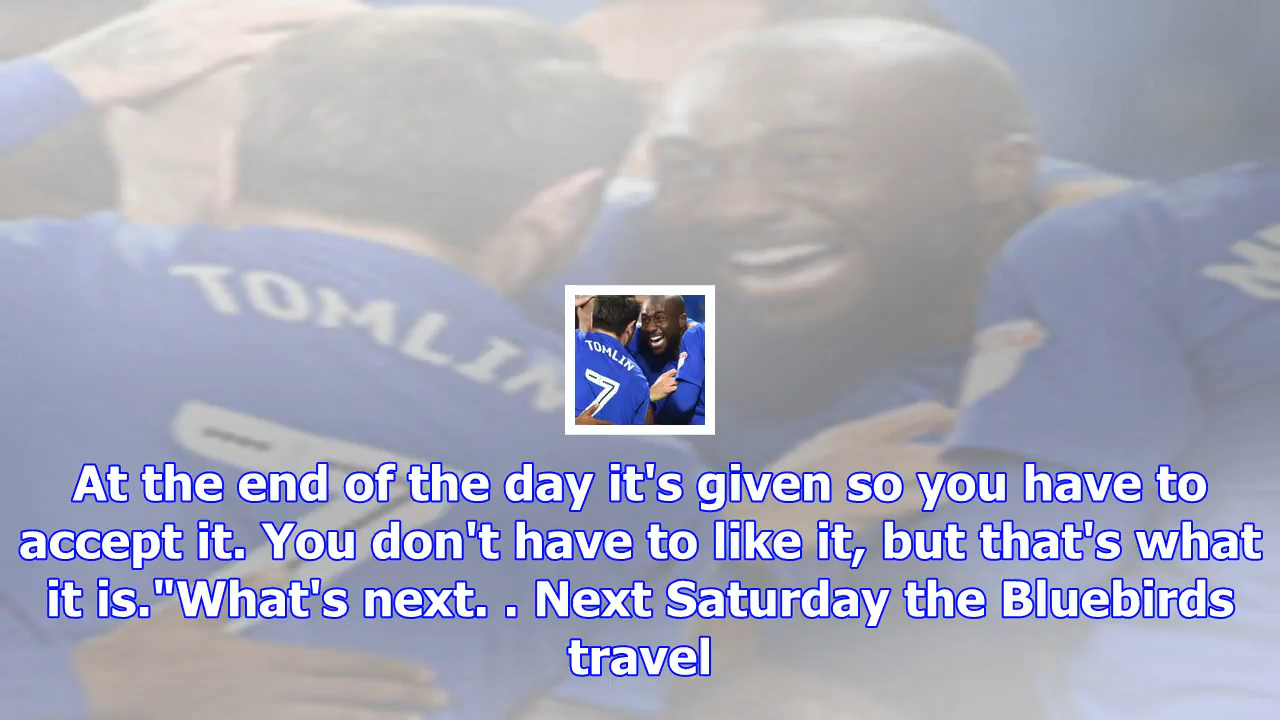 TOMLIN
7
TOMLIN
7
At the end of the day it's given so you have to
accept it. You don't have to like it, but that's what
it is."What's next. . Next Saturday the Bluebirds
travel